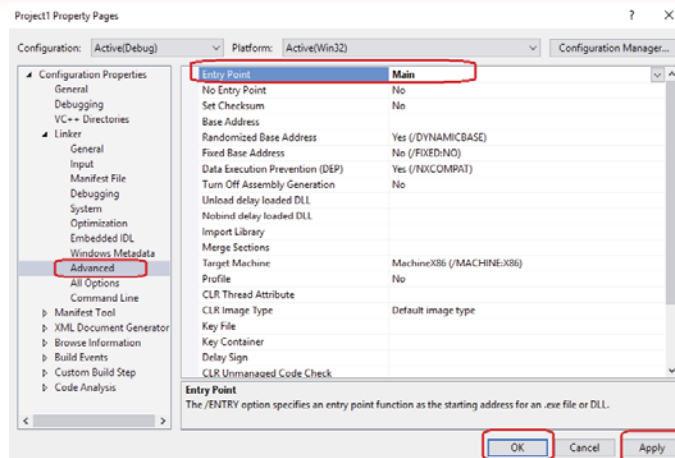 Project1 Property Pages ? ×
Configuration: Active(Debug) Platform: Active(Win32) Configuration Manager...
Configuration Properties
General
Debugging
VC++ Directories
Linker
General
Input
Manifest File
Debugging
System
Optimization
Embedded IDL
Windows Metadata
Advanced
All Options
Command Line
Manifest Tool
XML Document Generator
Browse Information
Build Events
Custom Build Step
Code Analysis
Entry Point Main
No Entry Point No
Set Checksum No
Base Address
Randomized Base Address Yes (/DYNAMICBASE)
Fixed Base Address No (/FIXED:NO)
Data Execution Prevention (DEP) Yes (/NXCOMPAT)
Turn Off Assembly Generation No
Unload delay loaded DLL
Nobind delay loaded DLL
Import Library
Merge Sections
Target Machine MachineX86 (/MACHINE:X86)
Profile No
CLR Thread Attribute
CLR Image Type Default image type
Key File
Key Container
Delay Sign
CLR Unmanaged Code Check
Entry Point
The /ENTRY option specifies an entry point function as the starting address for an .exe file or DLL.
OK Cancel Apply